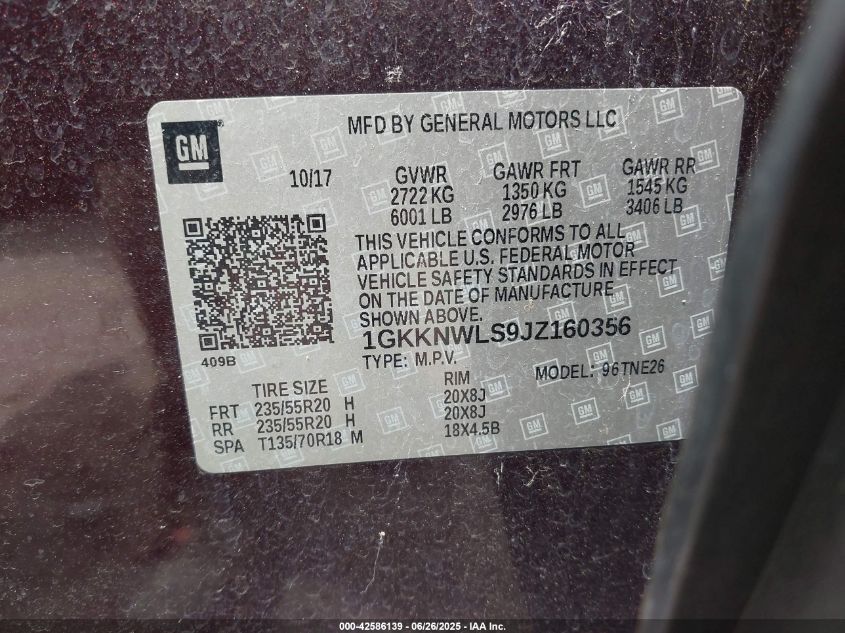 GM
MFD BY GENERAL MOTORS LLC
10/17
GVWR GAWR FRT GAWR RR
2722 KG 1350 KG 1545 KG
6001 LB 2976 LB 3406 LB
THIS VEHICLE CONFORMS TO ALL
APPLICABLE U.S. FEDERAL MOTOR
VEHICLE SAFETY STANDARDS IN EFFECT
ON THE DATE OF MANUFACTURE
SHOWN ABOVE.
1GKKNWLS9JZ160356
409B
TYPE: M.P.V. MODEL: 96TNE26
TIRE SIZE RIM
FRT 235/55R20 H 20X8J
RR 235/55R20 H 20X8J
SPA T135/70R18 M 18X4.5B
000-42586139 - 06/26/2025 - IAA Inc.